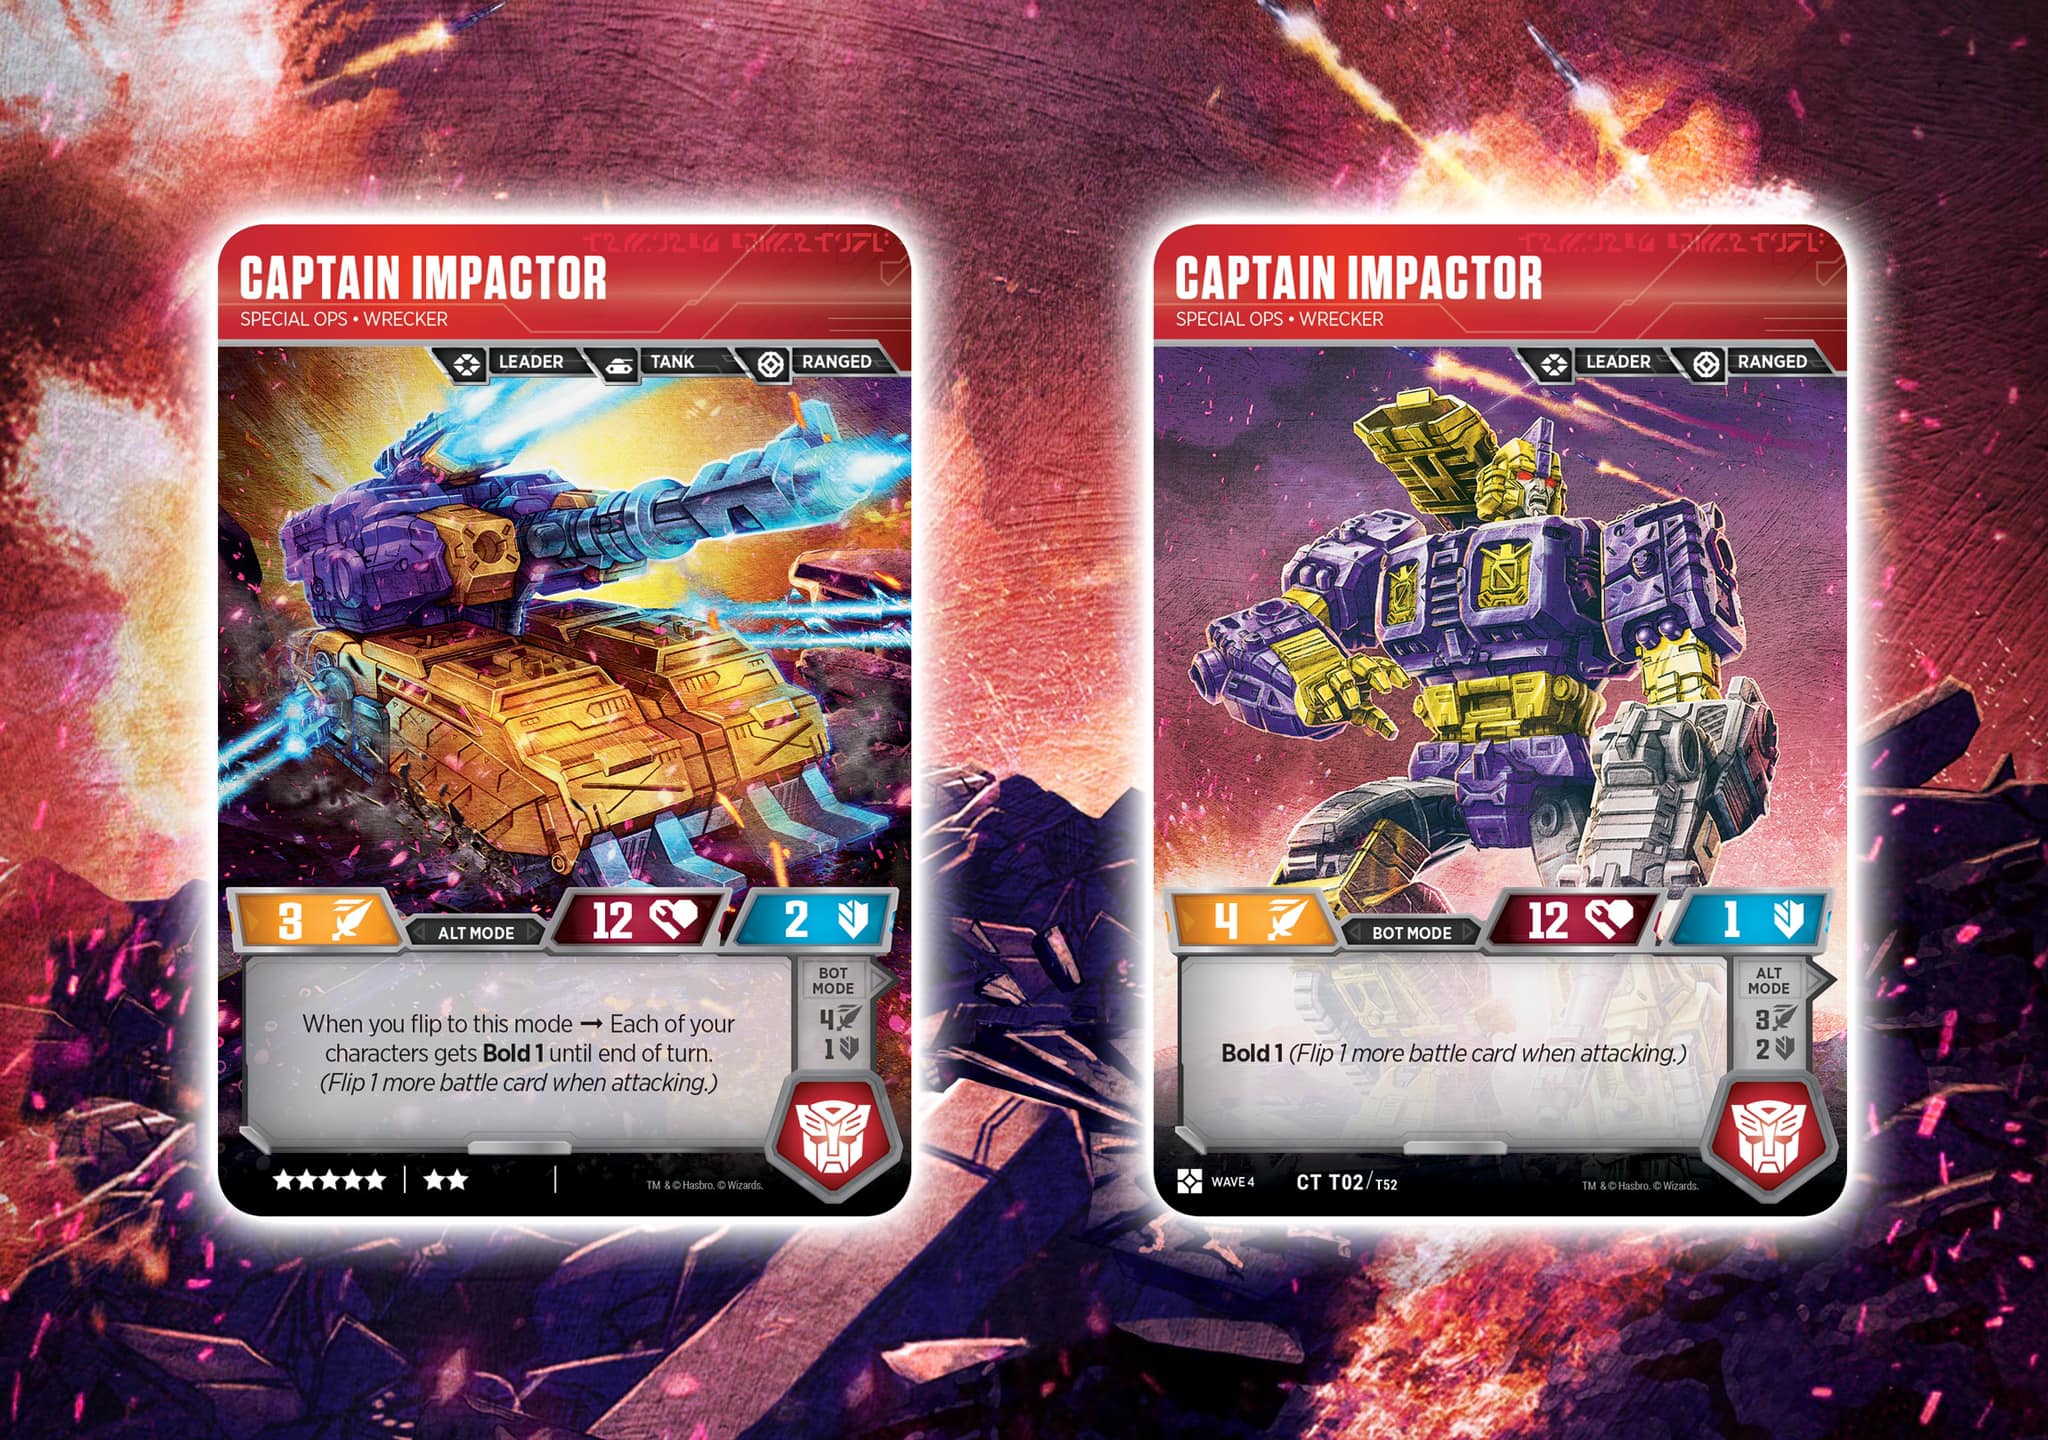 CAPTAIN IMPACTOR
SPECIAL OPS • WRECKER
LEADER TANK RANGED
3 ALT MODE 12 2
When you flip to this mode → Each of your
characters gets Bold 1 until end of turn.
(Flip 1 more battle card when attacking.)
BOT
MODE
4
1
★★★★★ | ★★ |
TM & © Hasbro. © Wizards.
CAPTAIN IMPACTOR
SPECIAL OPS • WRECKER
LEADER RANGED
4 BOT MODE 12 1
Bold 1 (Flip 1 more battle card when attacking.)
ALT
MODE
3
2
WAVE 4 CT T02/T52
TM & © Hasbro. © Wizards.